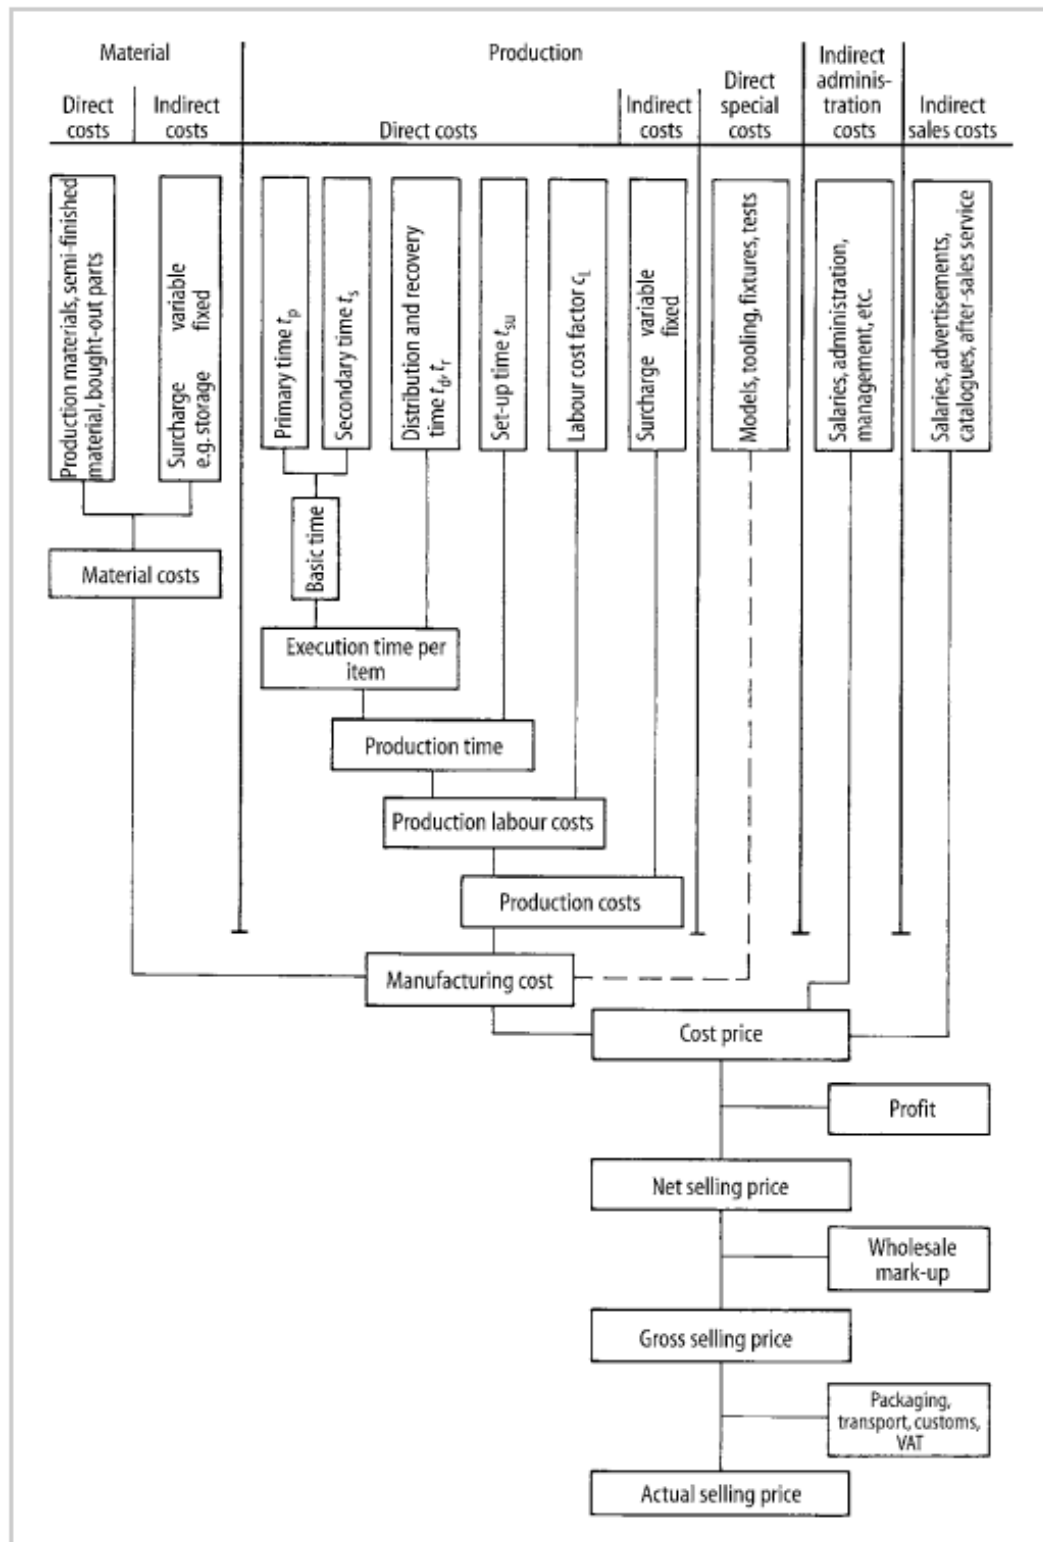 Material
Production
Indirect
adminis-
tration
costs
Direct
costs
Indirect
costs
Direct costs
Indirect
costs
Direct
special
costs
Indirect
sales costs
Production materials, semi-finished
material, bought-out parts
Surcharge variable
e.g. storage fixed
Primary time tp
Secondary time ts
Distribution and recovery
time td, tr
Set-up time tsu
Labour cost factor cL
Surcharge variable
fixed
Models, tooling, fixtures, tests
Salaries, administration,
management, etc.
Salaries, advertisements,
catalogues, after-sales service
Basic time
Material costs
Execution time per
item
Production time
Production labour costs
Production costs
Manufacturing cost
Cost price
Profit
Net selling price
Wholesale
mark-up
Gross selling price
Packaging,
transport, customs,
VAT
Actual selling price